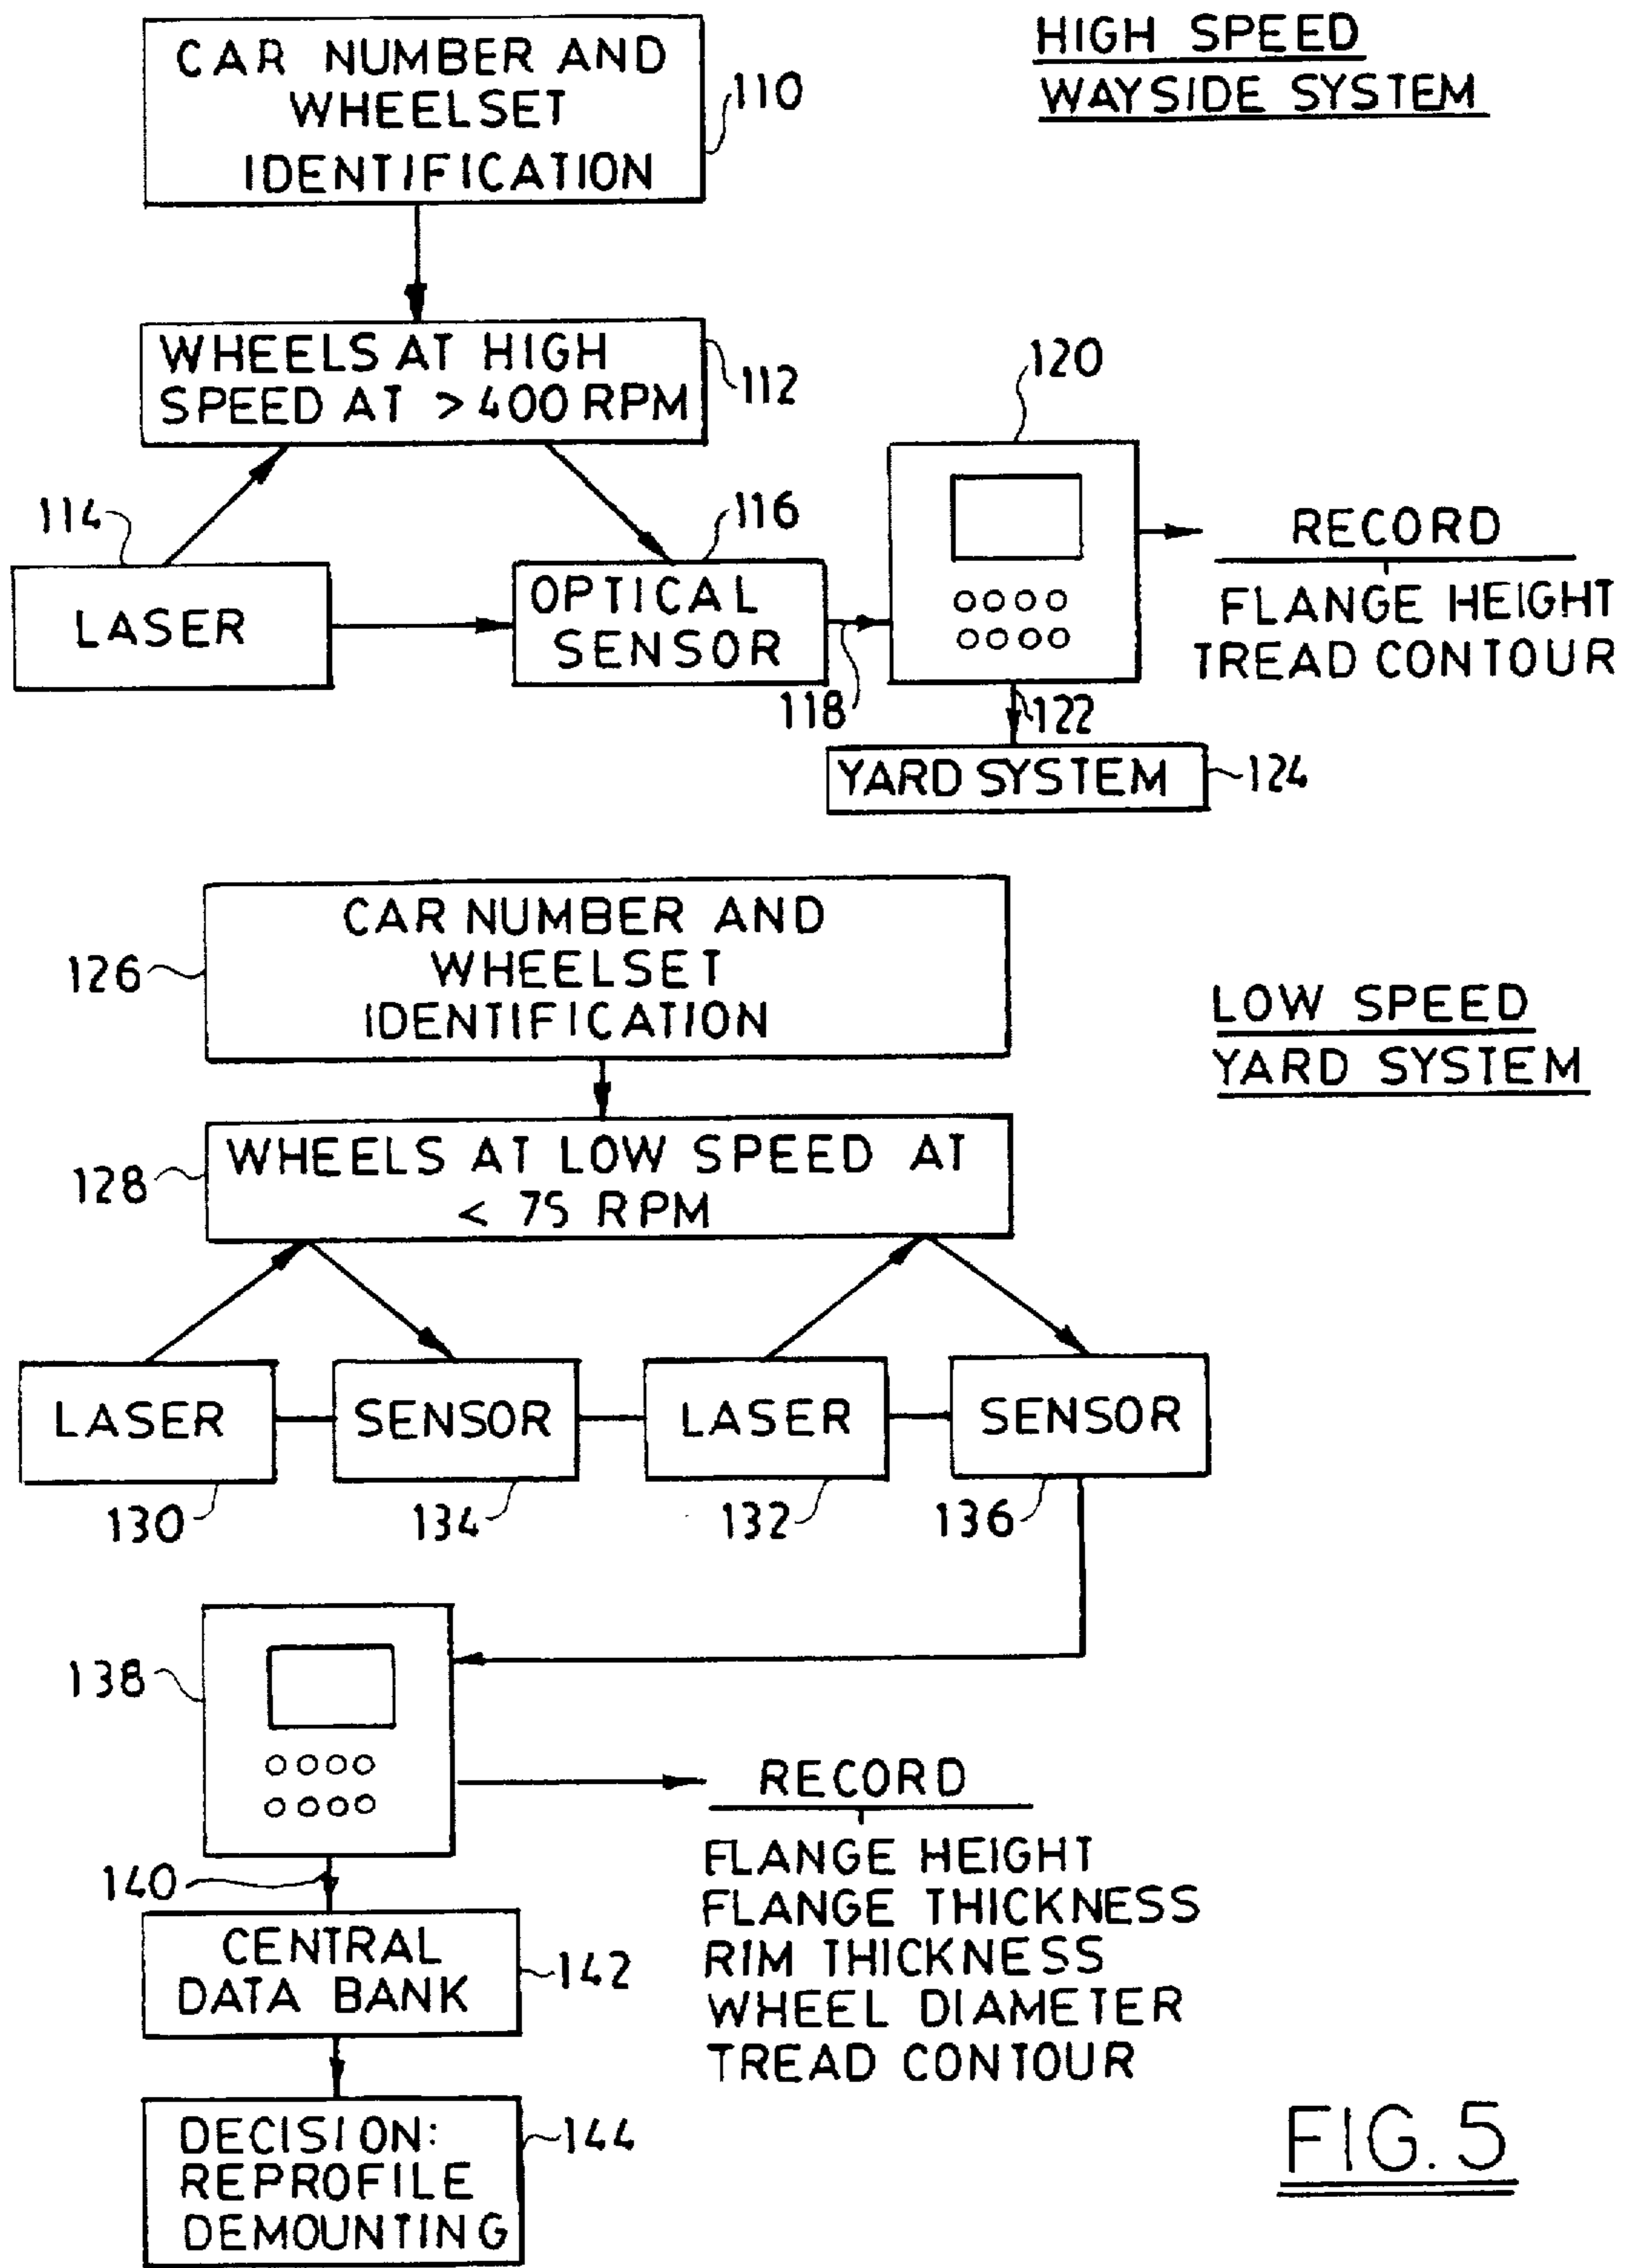 HIGH SPEED
WAYSIDE SYSTEM
CAR NUMBER AND
WHEELSET
IDENTIFICATION
110
WHEELS AT HIGH
SPEED AT > 400 RPM
112
120
114
116
LASER
OPTICAL
SENSOR
118
RECORD
FLANGE HEIGHT
TREAD CONTOUR
122
YARD SYSTEM
124
LOW SPEED
YARD SYSTEM
CAR NUMBER AND
WHEELSET
IDENTIFICATION
126
WHEELS AT LOW SPEED AT
< 75 RPM
128
LASER
SENSOR
LASER
SENSOR
130
134
132
136
138
RECORD
FLANGE HEIGHT
FLANGE THICKNESS
RIM THICKNESS
WHEEL DIAMETER
TREAD CONTOUR
140
CENTRAL
DATA BANK
142
DECISION:
REPROFILE
DEMOUNTING
144
FIG. 5